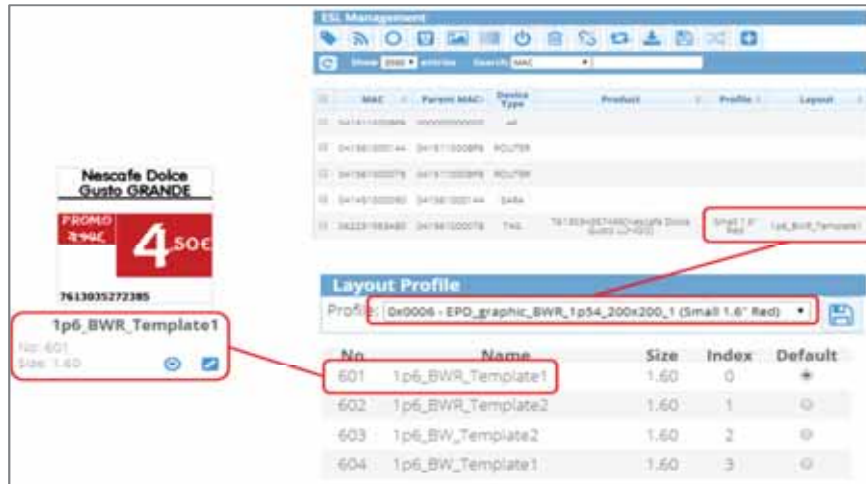 ESL Management
Show entries Search MAC
MAC Parent MAC Device Type Product Profile Layout
ROUTER
ROUTER
SARA
TAG Small 1.6" Red 1p6_BWR_Template1
Nescafe Dolce
Gusto GRANDE
PROMO
4,50€
7613035272385
1p6_BWR_Template1
No: 601
Size: 1.60
Layout Profile
Profile: 0x0006 - EPD_graphic_BWR_1p54_200x200_1 (Small 1.6" Red)
No Name Size Index Default
601 1p6_BWR_Template1 1.60 0
602 1p6_BWR_Template2 1.60 1
603 1p6_BW_Template2 1.60 2
604 1p6_BW_Template1 1.60 3